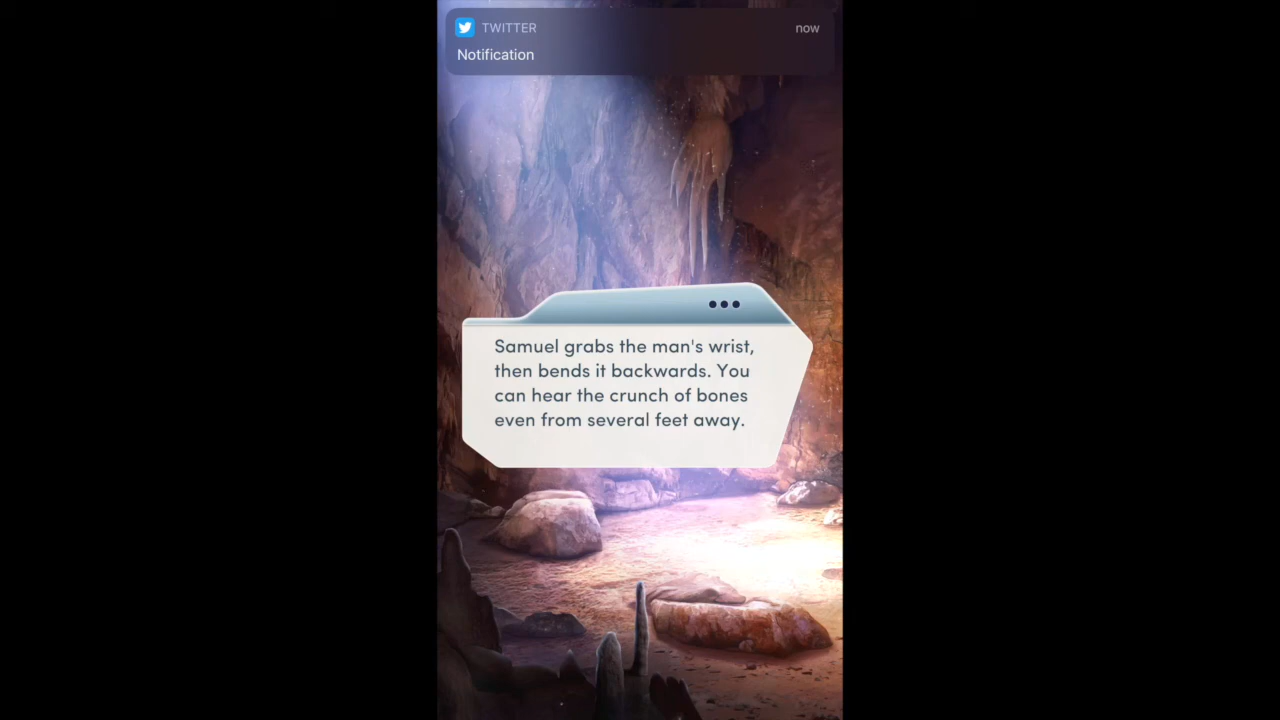 TWITTER now
Notification
Samuel grabs the man's wrist,
then bends it backwards. You
can hear the crunch of bones
even from several feet away.